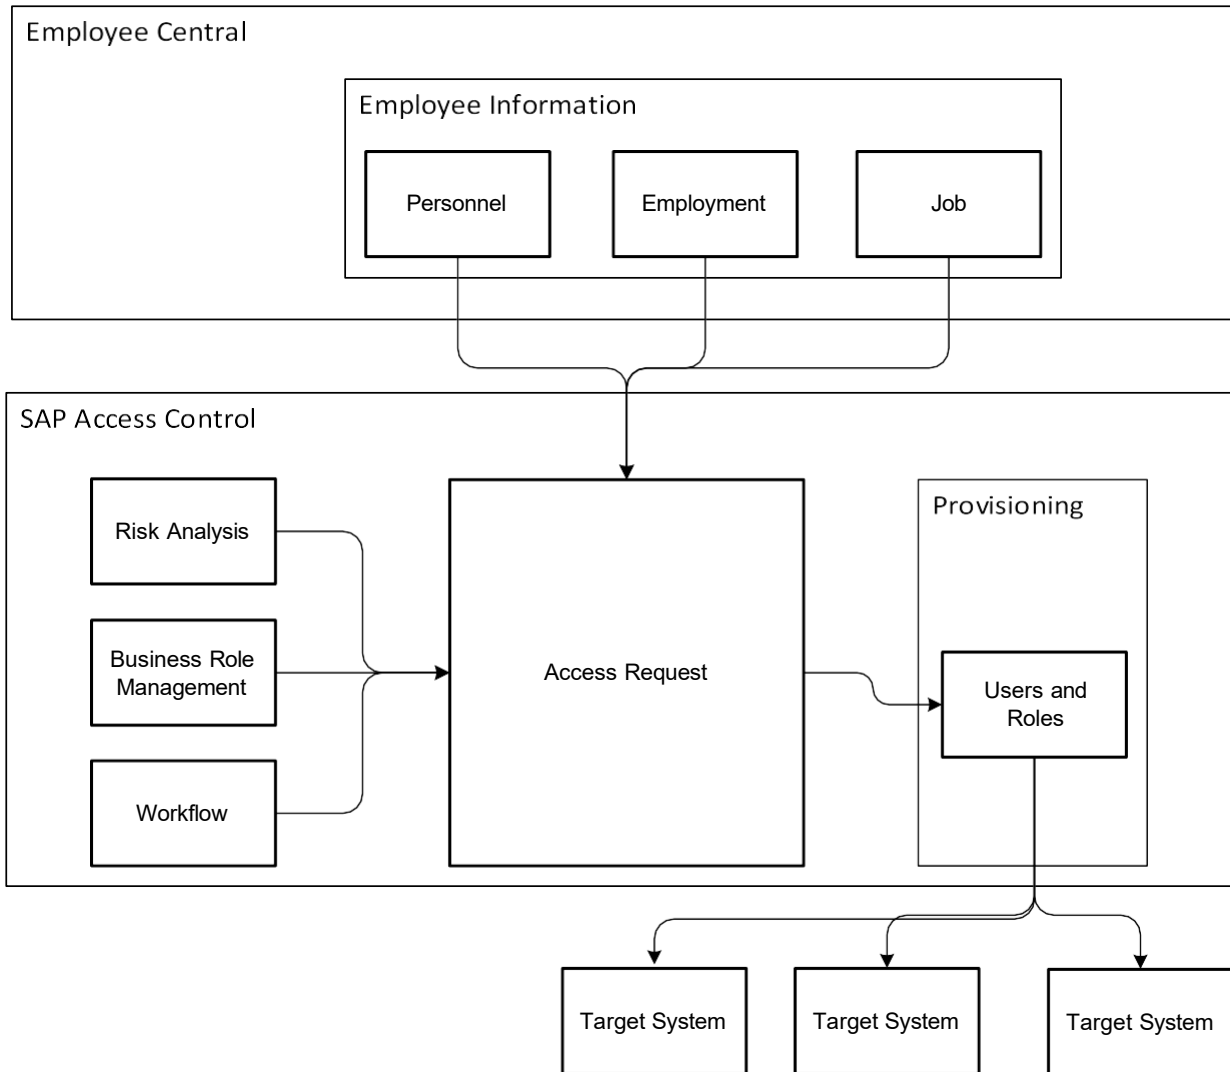 Employee Central
Employee Information
Personnel
Employment
Job
SAP Access Control
Risk Analysis
Business Role
Management
Workflow
Access Request
Provisioning
Users and
Roles
Target System
Target System
Target System